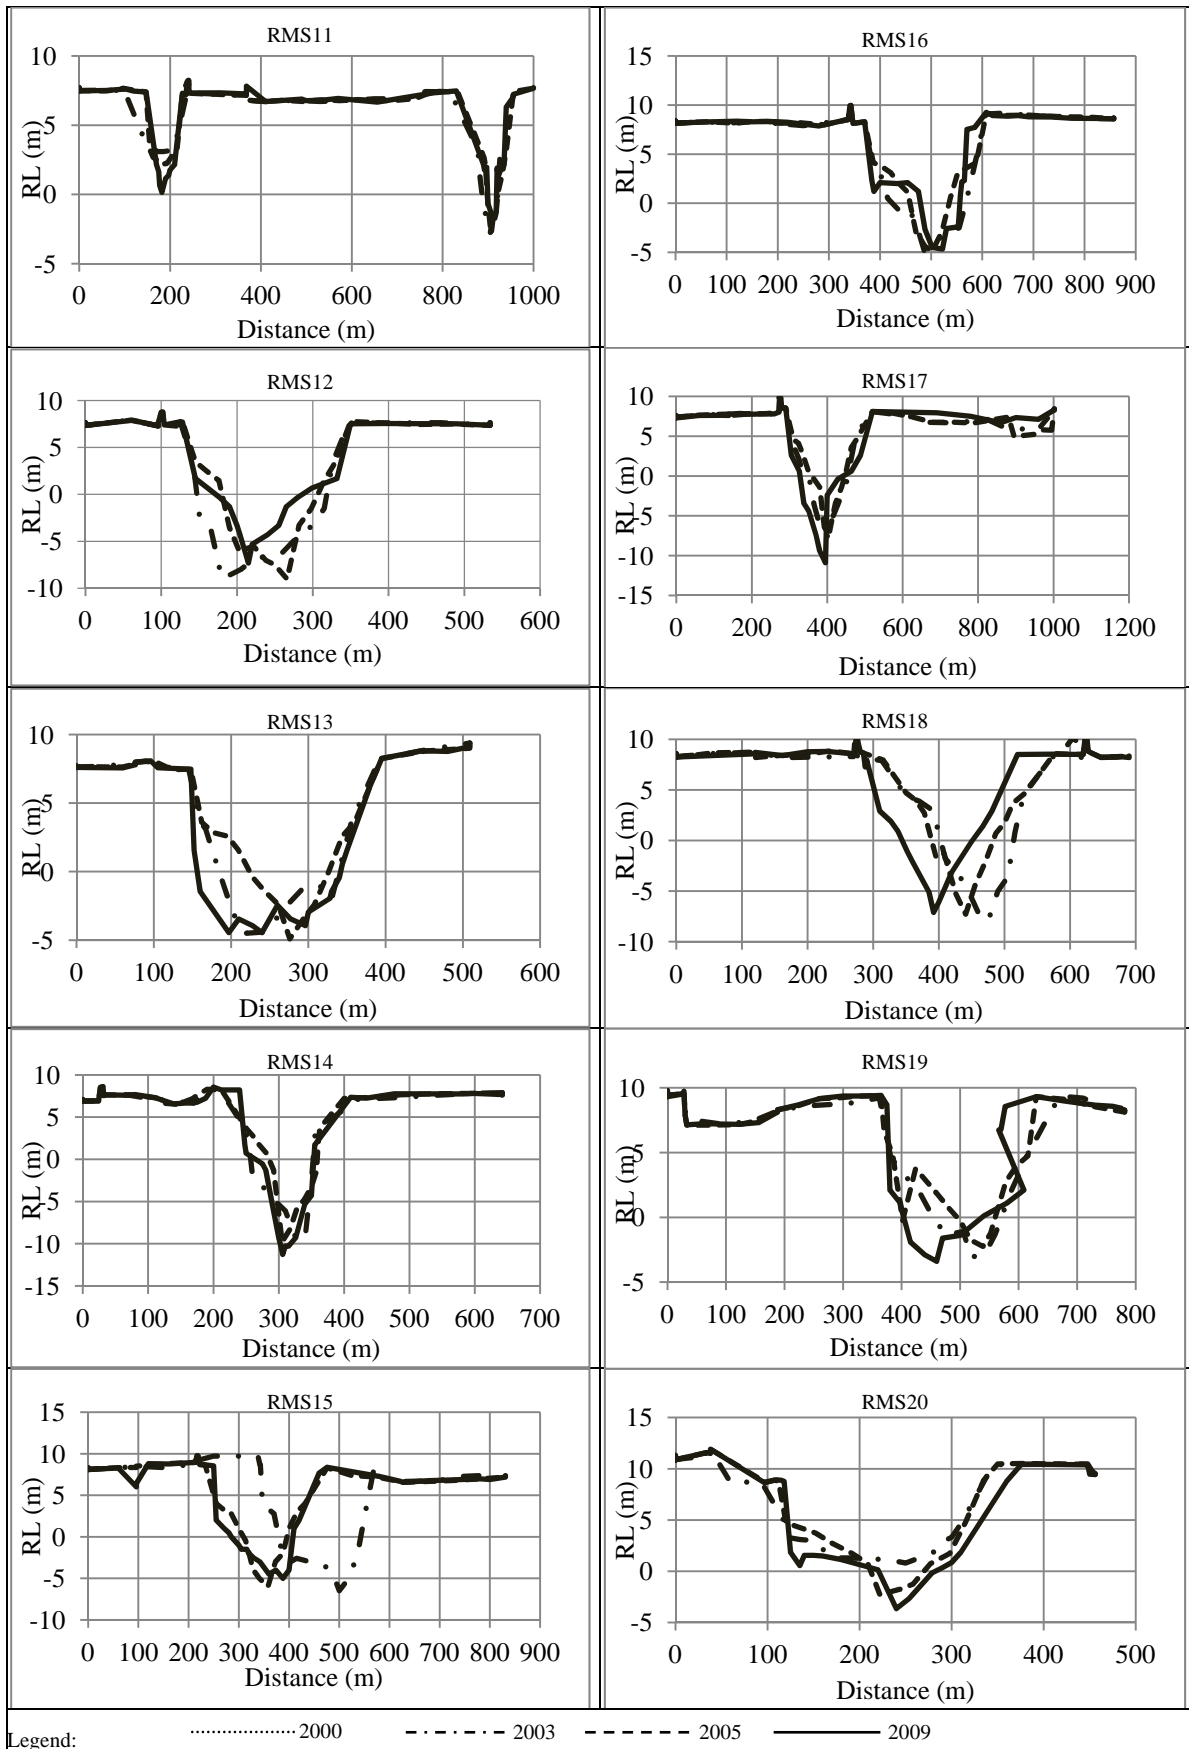 RMS11
10
5
0
-5
RL (m)
0 200 400 600 800 1000
Distance (m)
RMS16
15
10
5
0
-5
RL (m)
0 100 200 300 400 500 600 700 800 900
Distance (m)
RMS12
10
5
0
-5
-10
RL (m)
0 100 200 300 400 500 600
Distance (m)
RMS17
10
5
0
-5
-10
-15
RL (m)
0 200 400 600 800 1000 1200
Distance (m)
RMS13
10
5
0
-5
RL (m)
0 100 200 300 400 500 600
Distance (m)
RMS18
10
5
0
-5
-10
RL (m)
0 100 200 300 400 500 600 700
Distance (m)
RMS14
10
5
0
-5
-10
-15
RL (m)
0 100 200 300 400 500 600 700
Distance (m)
RMS19
10
5
0
-5
RL (m)
0 100 200 300 400 500 600 700 800
Distance (m)
RMS15
15
10
5
0
-5
-10
RL (m)
0 100 200 300 400 500 600 700 800 900
Distance (m)
RMS20
15
10
5
0
-5
RL (m)
0 100 200 300 400 500
Distance (m)
Legend: 2000 2003 2005 2009